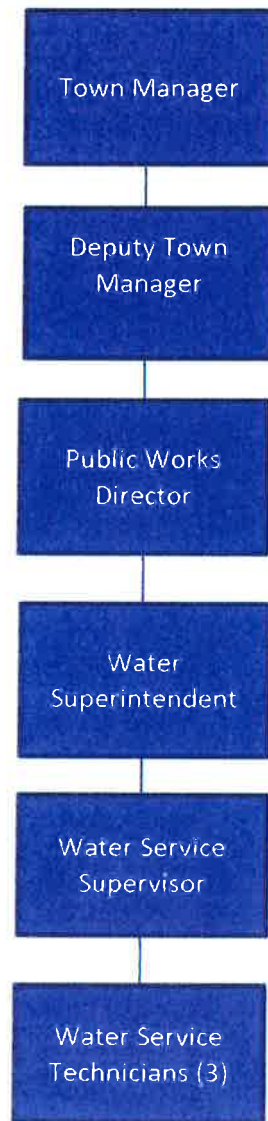 Town Manager
Deputy Town
Manager
Public Works
Director
Water
Superintendent
Water Service
Supervisor
Water Service
Technicians (3)